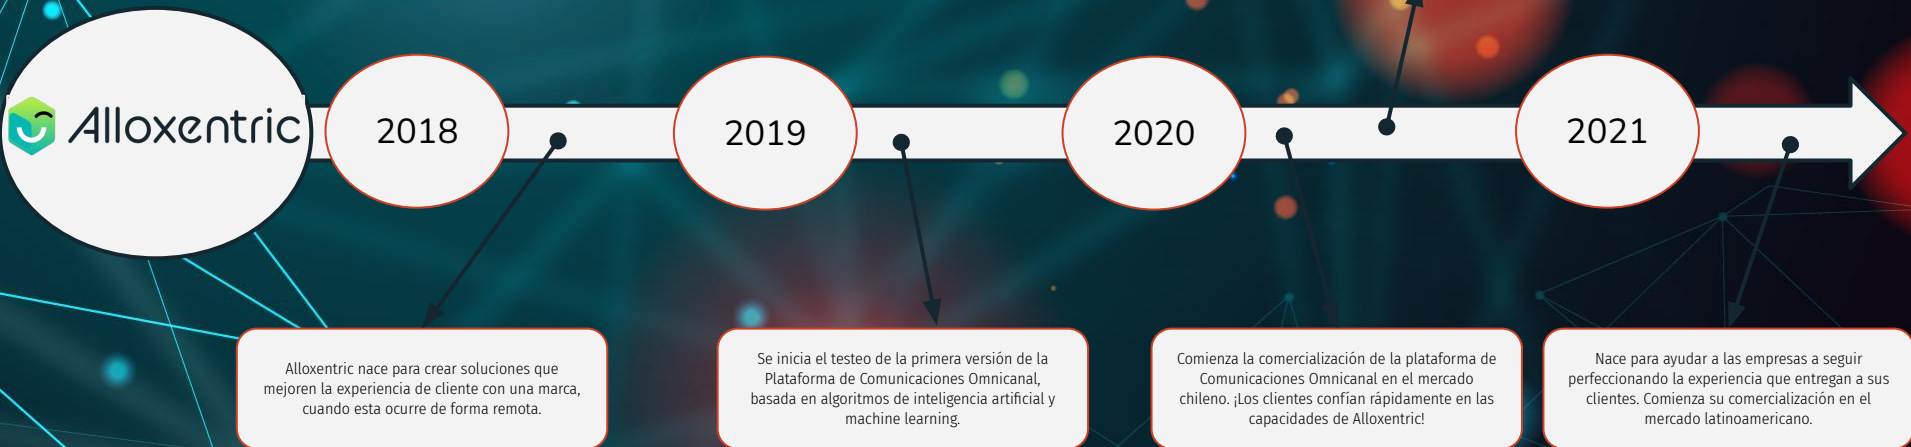 Alloxentric
2018
2019
2020
2021
Alloxentric nace para crear soluciones que
mejoren la experiencia de cliente con una marca,
cuando esta ocurre de forma remota.
Se inicia el testeo de la primera versión de la
Plataforma de Comunicaciones Omnicanal,
basada en algoritmos de inteligencia artificial y
machine learning.
Comienza la comercialización de la plataforma de
Comunicaciones Omnicanal en el mercado
chileno. ¡Los clientes confían rápidamente en las
capacidades de Alloxentric!
Nace para ayudar a las empresas a seguir
perfeccionando la experiencia que entregan a sus
clientes. Comienza su comercialización en el
mercado latinoamericano.